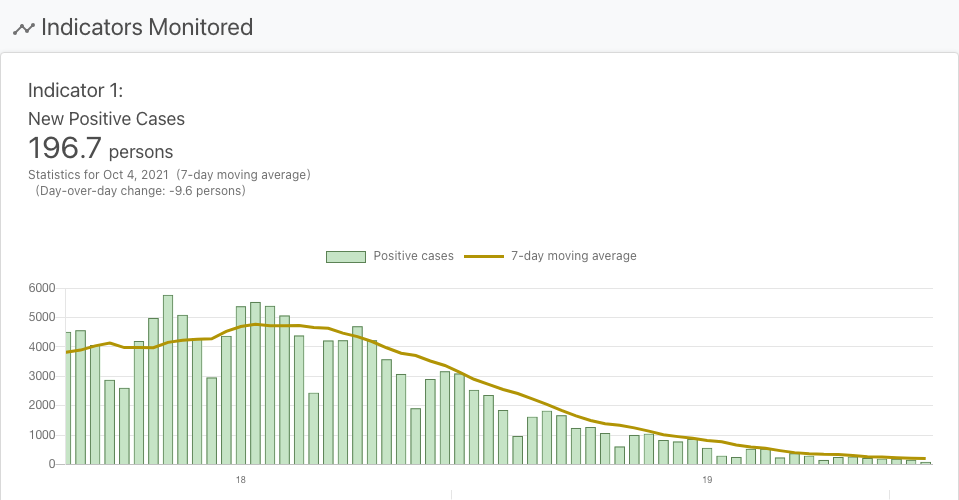 Indicators Monitored
Indicator 1:
New Positive Cases
196.7 persons
Statistics for Oct 4, 2021 (7-day moving average)
(Day-over-day change: -9.6 persons)
Positive cases 7-day moving average
6000
5000
4000
3000
2000
1000
0
18 19